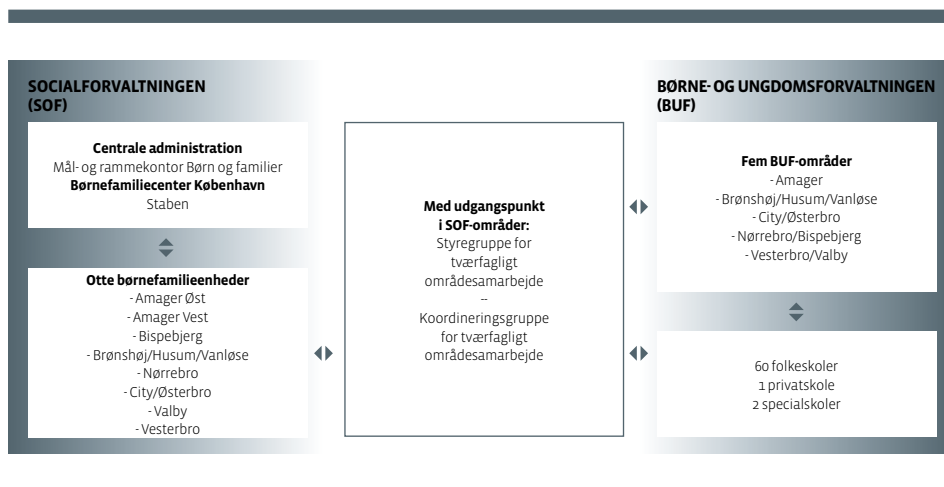 SOCIALFORVALTNINGEN
(SOF)
Centrale administration
Mål- og rammekontor Børn og familier
Børnefamiliecenter København
Staben
Otte børnefamilieenheder
- Amager Øst
- Amager Vest
- Bispebjerg
- Brønshøj/Husum/Vanløse
- Nørrebro
- City/Østerbro
- Valby
- Vesterbro
Med udgangspunkt
i SOF-områder:
Styregruppe for
tværfagligt
områdesamarbejde
--
Koordineringsgruppe
for tværfagligt
områdesamarbejde
BØRNE- OG UNGDOMSFORVALTNINGEN
(BUF)
Fem BUF-områder
- Amager
- Brønshøj/Husum/Vanløse
- City/Østerbro
- Nørrebro/Bispebjerg
- Vesterbro/Valby
60 folkeskoler
1 privatskole
2 specialskoler